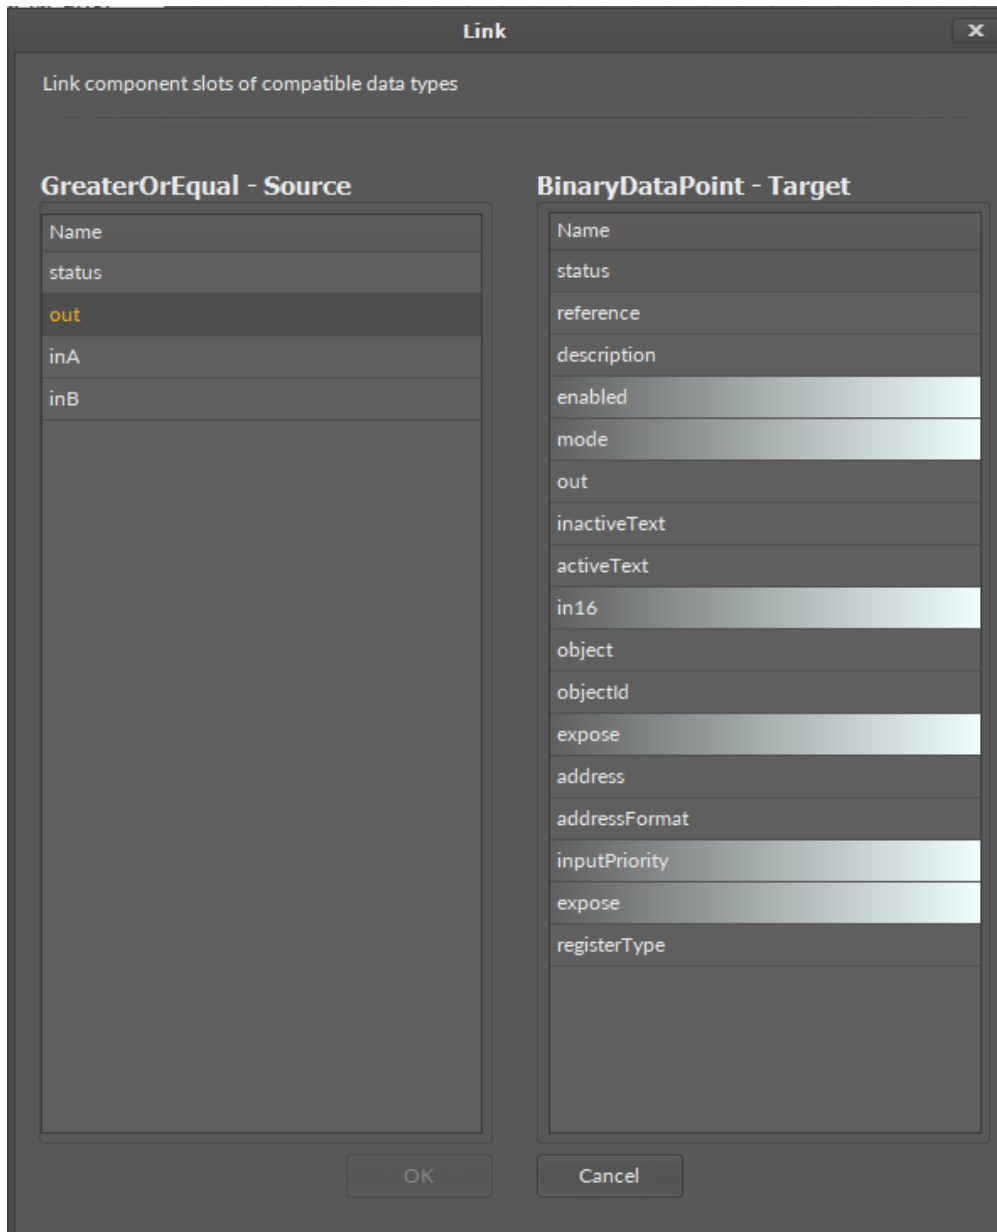 Link
x
Link component slots of compatible data types
GreaterOrEqual - Source
Name
status
out
inA
inB
BinaryDataPoint - Target
Name
status
reference
description
enabled
mode
out
inactiveText
activeText
in16
object
objectId
expose
address
addressFormat
inputPriority
expose
registerType
OK
Cancel